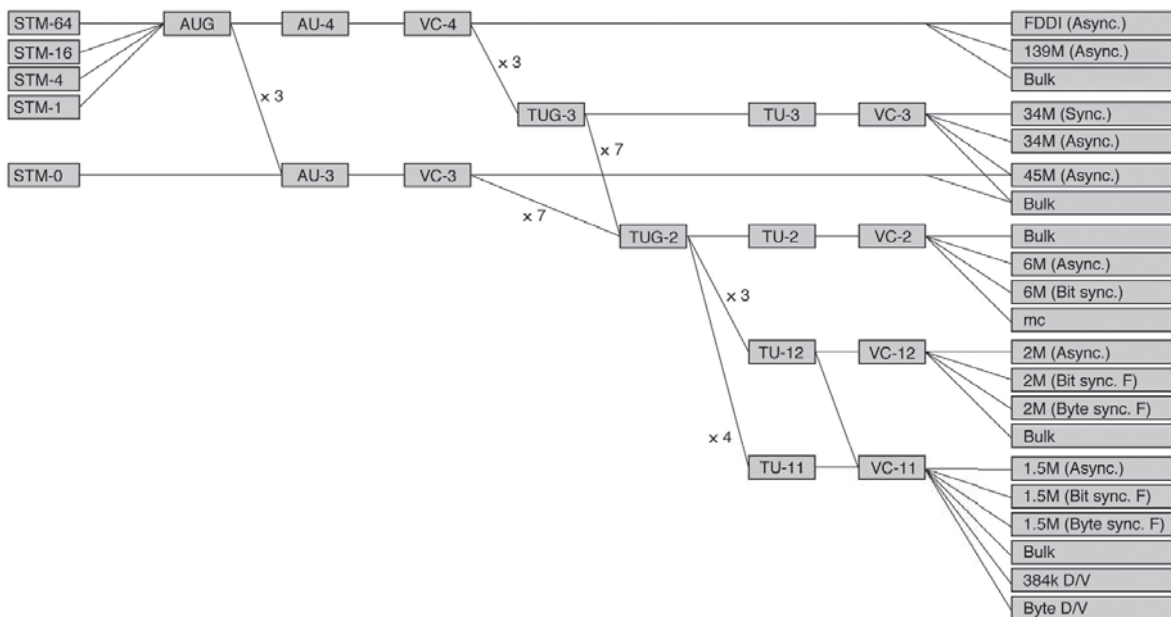 STM-64 AUG AU-4 VC-4 FDDI (Async.)
STM-16 139M (Async.)
x 3
STM-4 Bulk
x 3
STM-1 TUG-3 TU-3 VC-3 34M (Sync.)
34M (Async.)
x 7
STM-0 AU-3 VC-3 45M (Async.)
Bulk
x 7
TUG-2 TU-2 VC-2 Bulk
6M (Async.)
x 3 6M (Bit sync.)
mc
TU-12 VC-12 2M (Async.)
2M (Bit sync. F)
2M (Byte sync. F)
x 4 Bulk
TU-11 VC-11 1.5M (Async.)
1.5M (Bit sync. F)
1.5M (Byte sync. F)
Bulk
384k D/V
Byte D/V